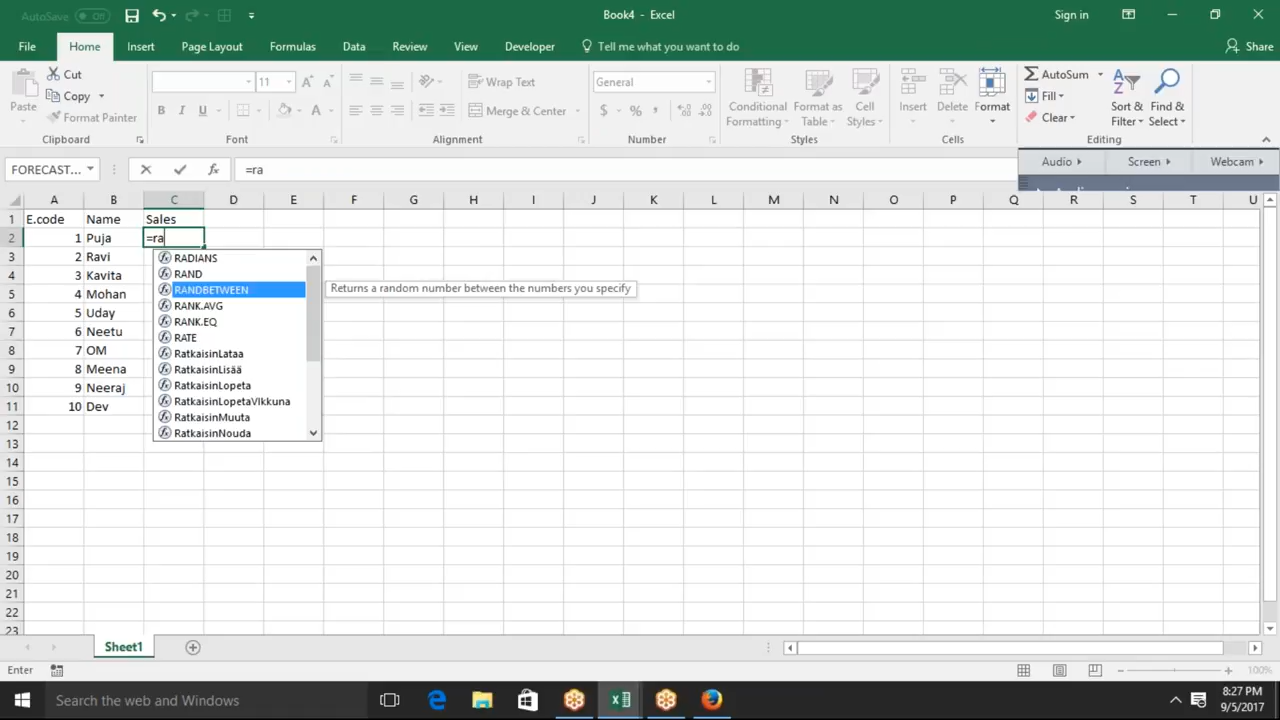 AutoSave Off Book4 - Excel Sign in
File Home Insert Page Layout Formulas Data Review View Developer Tell me what you want to do Share
Paste Cut Copy Format Painter
Clipboard
11
B I U A
Font
Wrap Text
Merge & Center
Alignment
General
$ % ,
Number
Conditional Formatting Format as Table Cell Styles
Styles
Insert Delete Format
Cells
AutoSum Fill Clear
Sort & Filter Find & Select
Editing
FORECAST... fx =ra
Audio Screen Webcam
A B C D E F G H I J K L M N O P Q R S T U
1 E.code Name Sales
2 1 Puja =ra
3 2 Ravi
4 3 Kavita
5 4 Mohan
6 5 Uday
7 6 Neetu
8 7 OM
9 8 Meena
10 9 Neeraj
11 10 Dev
12
13
14
15
16
17
18
19
20
21
22
23
RADIANS
RAND
RANDBETWEEN Returns a random number between the numbers you specify
RANK.AVG
RANK.EQ
RATE
RatkaisinLataa
RatkaisinLisää
RatkaisinLopeta
RatkaisinLopetaVIkkuna
RatkaisinMuuta
RatkaisinNouda
Sheet1
Enter 100%
Search the web and Windows 8:27 PM
9/5/2017